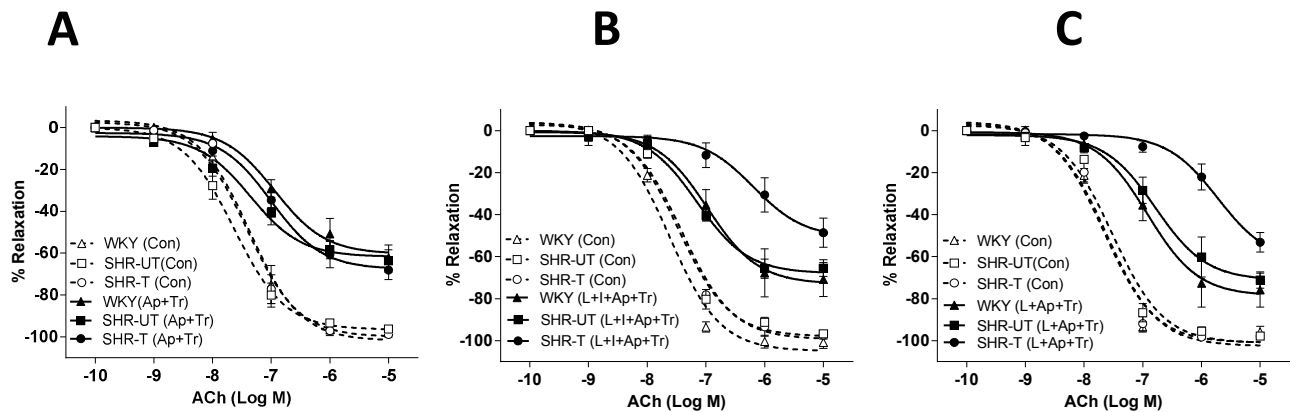 A
B
C
% Relaxation
0
-20
-40
-60
-80
-100
WKY (Con)
SHR-UT(Con)
SHR-T (Con)
WKY(Ap+Tr)
SHR-UT (Ap+Tr)
SHR-T (Ap+Tr)
-10 -9 -8 -7 -6 -5
ACh (Log M)
% Relaxation
0
-20
-40
-60
-80
-100
WKY (Con)
SHR-UT (Con)
SHR-T (Con)
WKY (L+I+Ap+Tr)
SHR-UT (L+I+Ap+Tr)
SHR-T (L+I+Ap+Tr)
-10 -9 -8 -7 -6 -5
ACh (Log M)
% Relaxation
0
-20
-40
-60
-80
-100
WKY (Con)
SHR-UT(Con)
SHR-T (Con)
WKY (L+Ap+Tr)
SHR-UT (L+Ap+Tr)
SHR-T (L+Ap+Tr)
-10 -9 -8 -7 -6 -5
ACh (Log M)